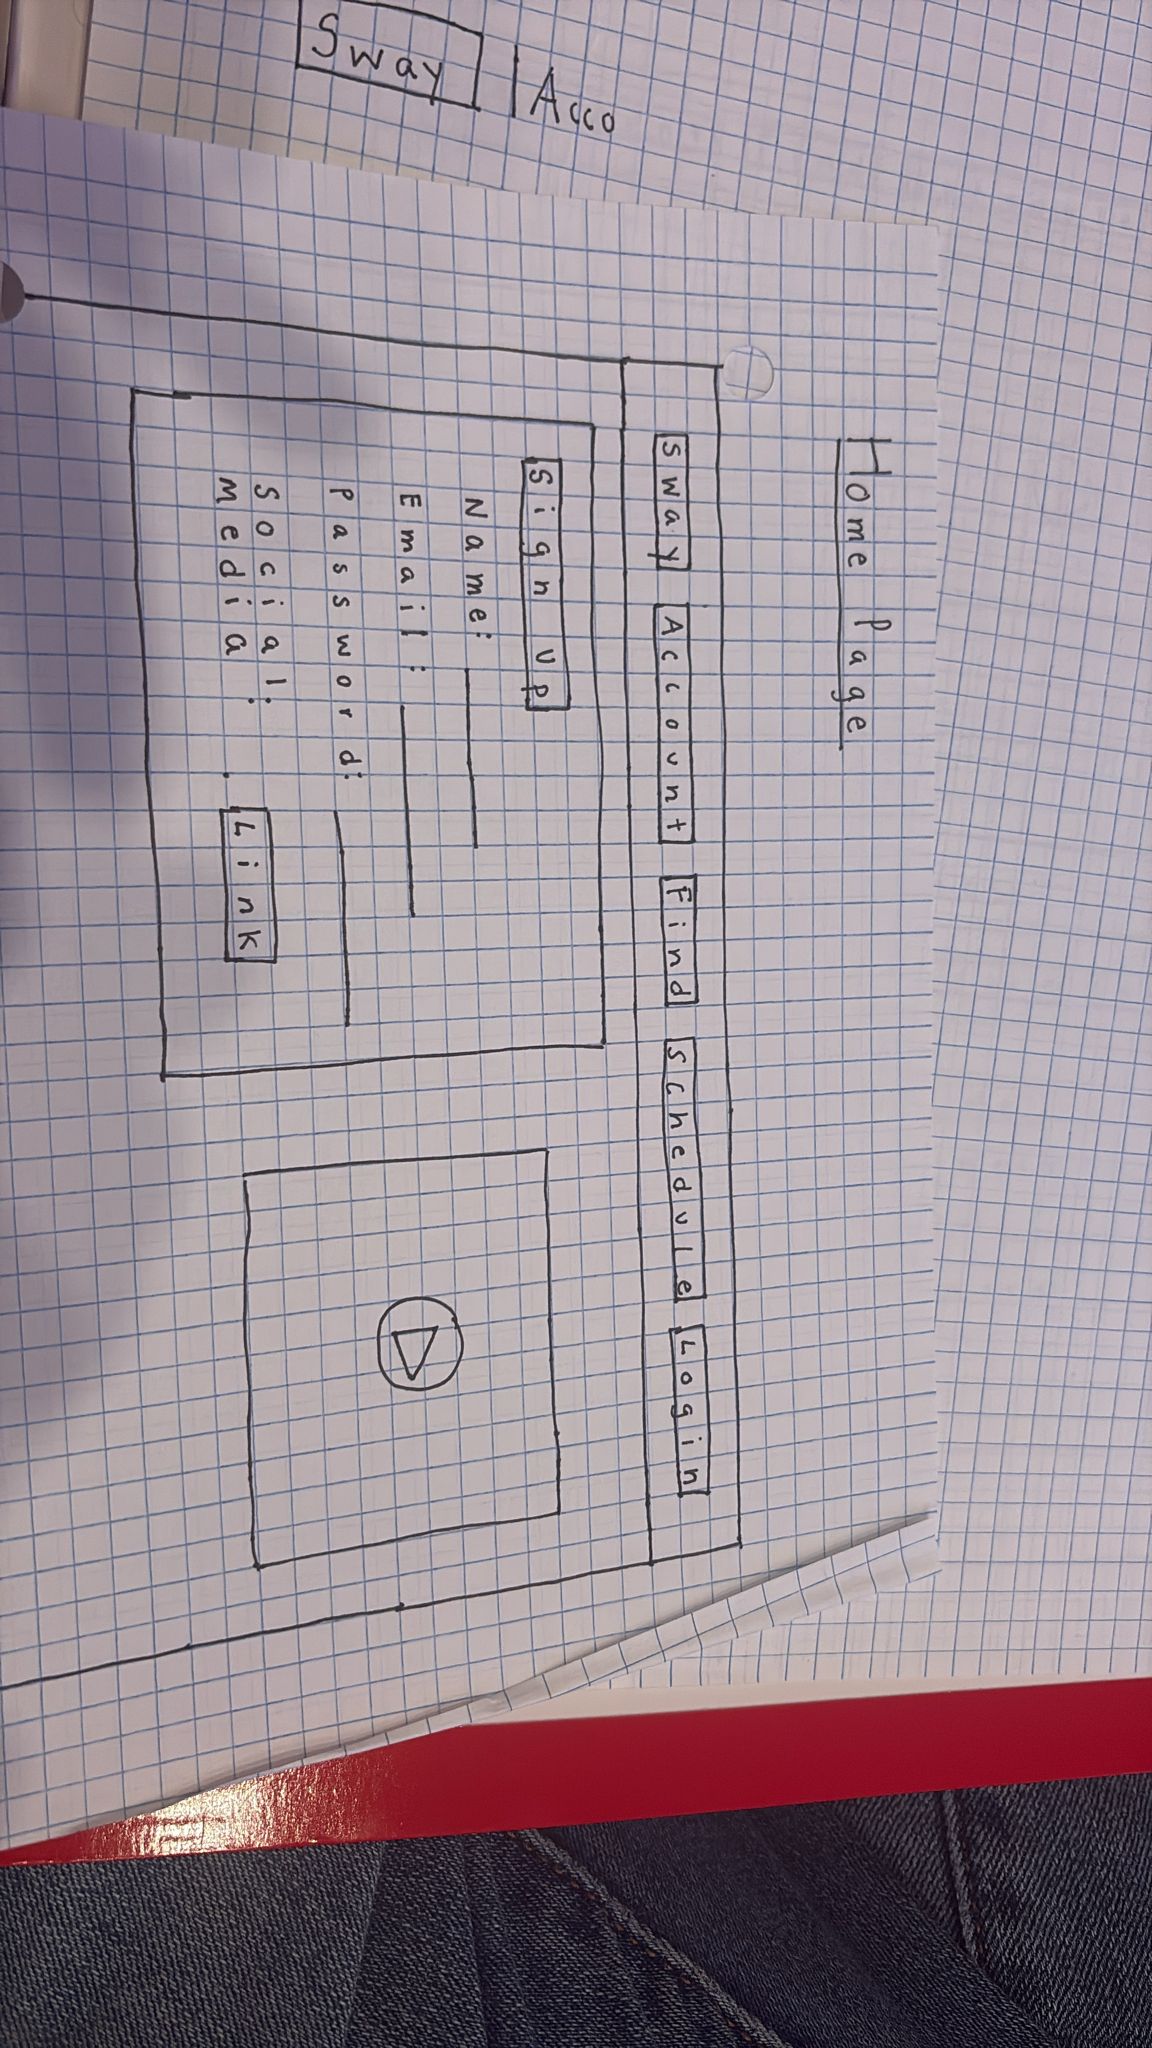 Sway | Acco
Home Page
Sway Account Find Schedule Login
Sign up
Name:
Email:
Password:
Social
Media: Link